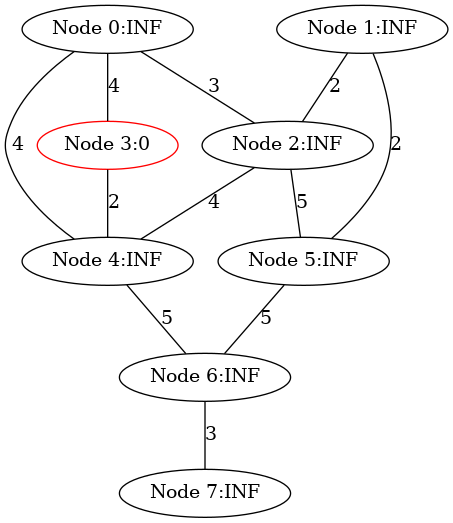 Node 0:INF
Node 1:INF
4
3
2
Node 3:0
Node 2:INF
4
2
2
4
5
Node 4:INF
Node 5:INF
5
5
Node 6:INF
3
Node 7:INF